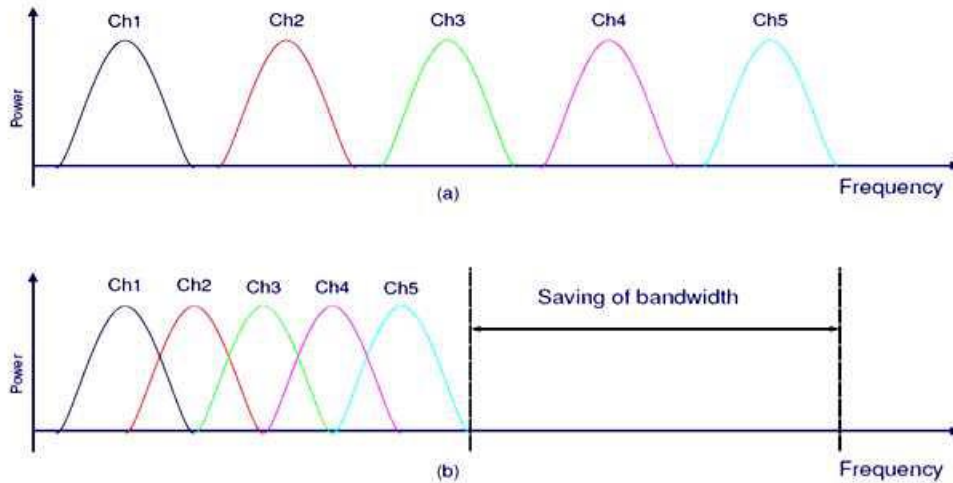 Ch1 Ch2 Ch3 Ch4 Ch5
Power
Frequency
(a)
Ch1 Ch2 Ch3 Ch4 Ch5
Saving of bandwidth
Power
Frequency
(b)